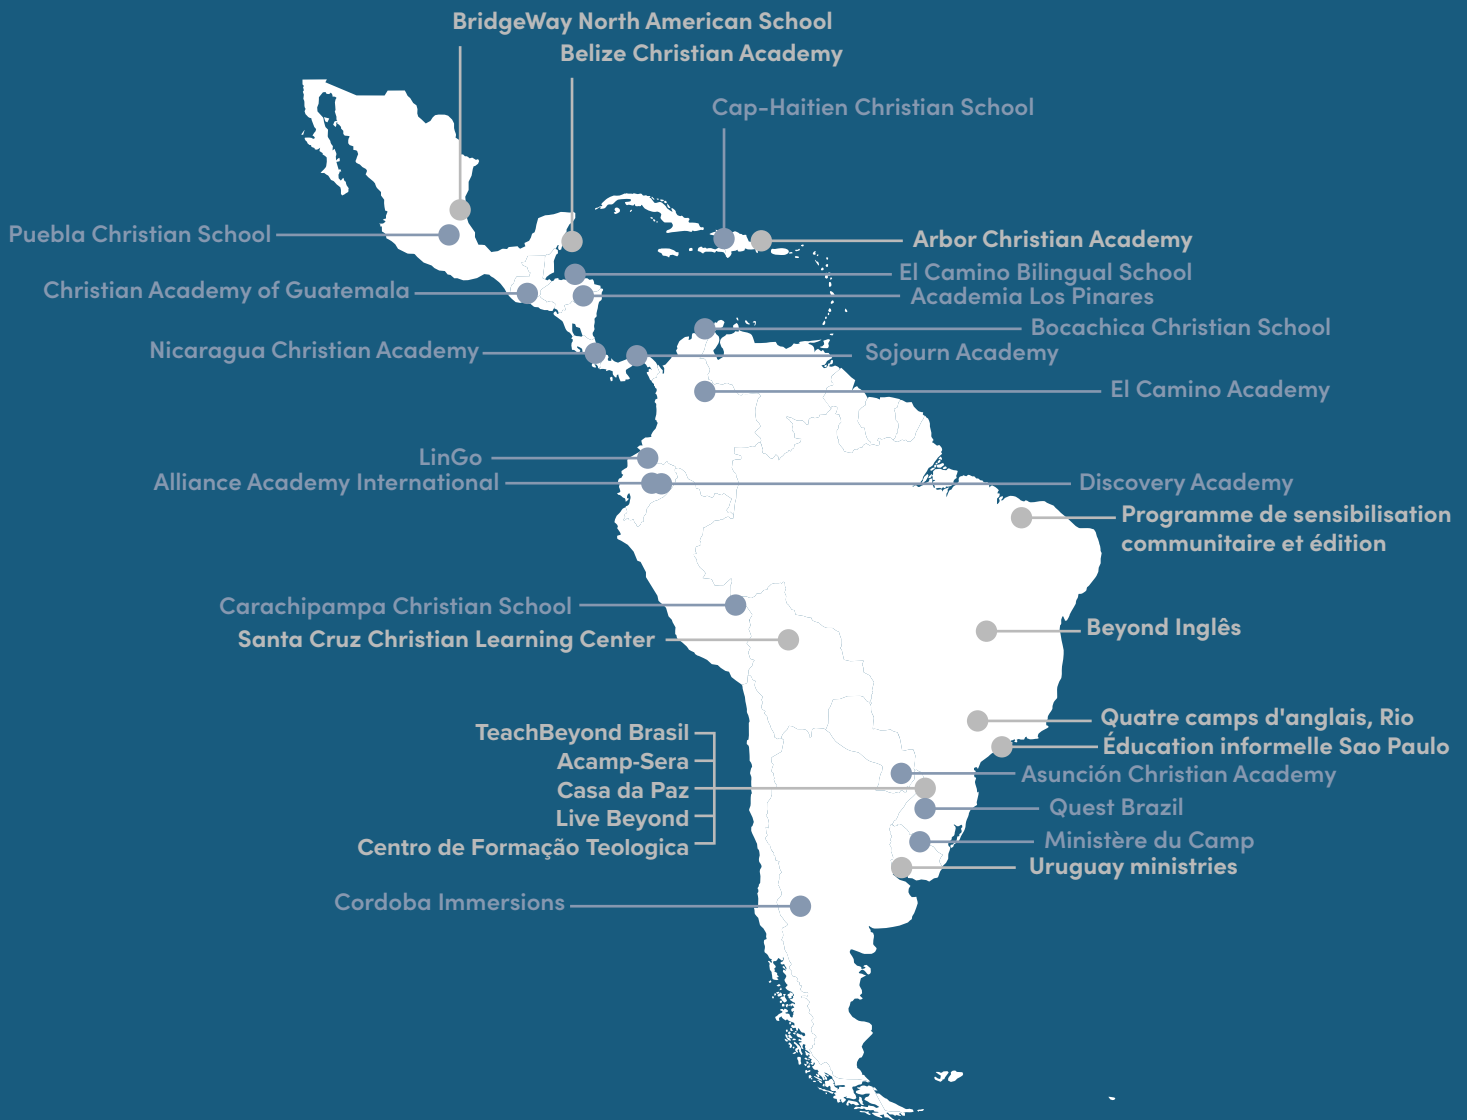 BridgeWay North American School
Belize Christian Academy
Cap-Haitien Christian School
Puebla Christian School
Arbor Christian Academy
El Camino Bilingual School
Christian Academy of Guatemala
Academia Los Pinares
Bocachica Christian School
Nicaragua Christian Academy
Sojourn Academy
El Camino Academy
LinGo
Alliance Academy International
Discovery Academy
Programme de sensibilisation
communitaire et édition
Carachipampa Christian School
Santa Cruz Christian Learning Center
Beyond Inglês
Quatre camps d'anglais, Rio
TeachBeyond Brasil
Éducation informelle Sao Paulo
Acamp-Sera
Asunción Christian Academy
Casa da Paz
Quest Brazil
Live Beyond
Ministère du Camp
Centro de Formação Teologica
Uruguay ministries
Cordoba Immersions